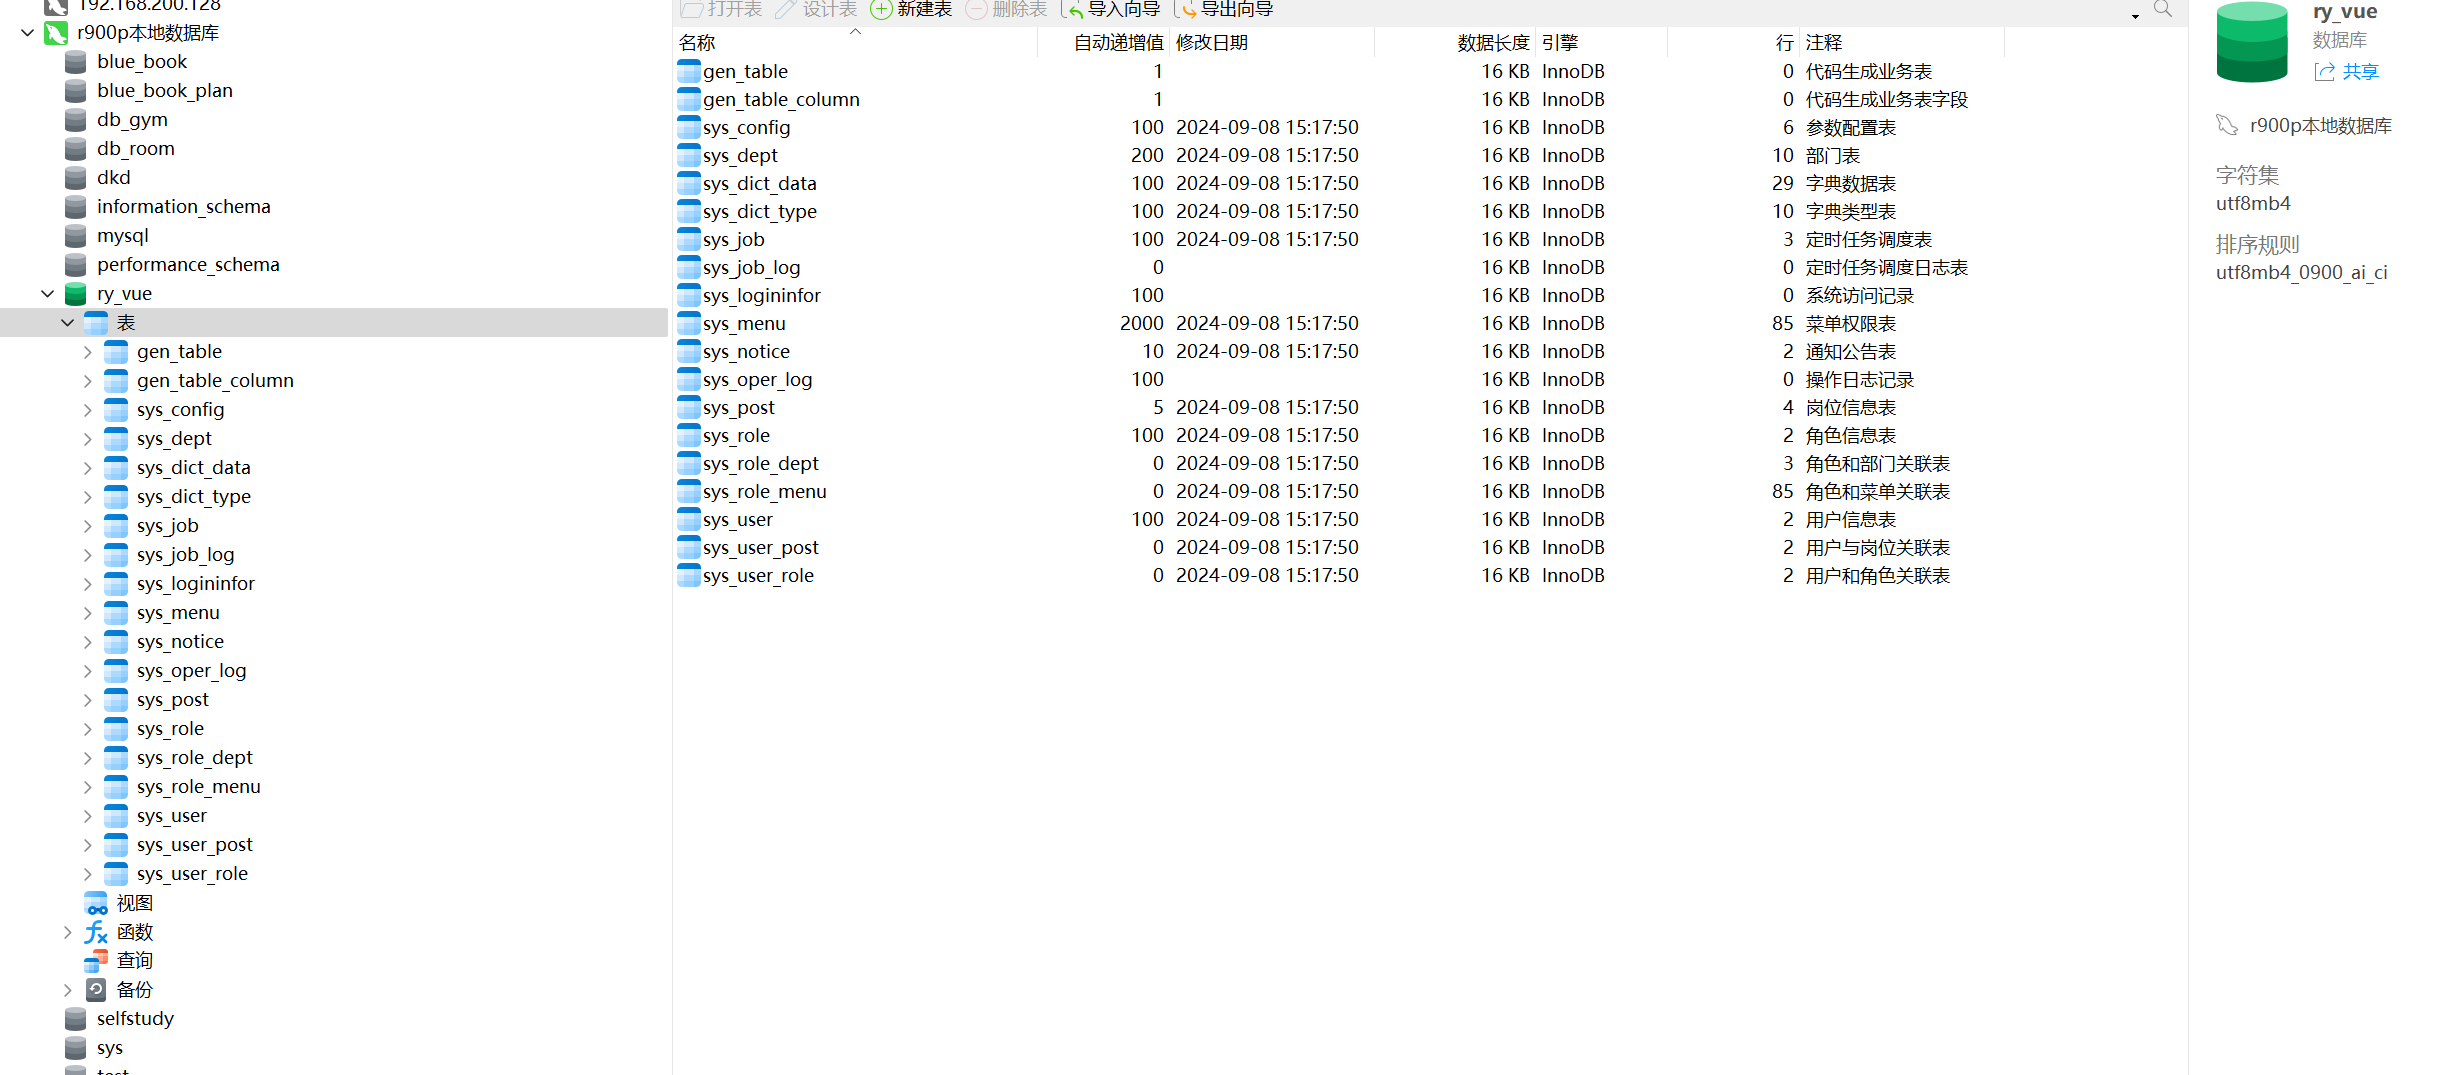 192.168.200.128
r900p本地数据库
blue_book
blue_book_plan
db_gym
db_room
dkd
information_schema
mysql
performance_schema
ry_vue
表
gen_table
gen_table_column
sys_config
sys_dept
sys_dict_data
sys_dict_type
sys_job
sys_job_log
sys_logininfor
sys_menu
sys_notice
sys_oper_log
sys_post
sys_role
sys_role_dept
sys_role_menu
sys_user
sys_user_post
sys_user_role
视图
函数
查询
备份
selfstudy
sys
test
打开表 设计表 新建表 删除表 导入向导 导出向导
名称 自动递增值 修改日期 数据长度 引擎 行 注释
gen_table 1 16 KB InnoDB 0 代码生成业务表
gen_table_column 1 16 KB InnoDB 0 代码生成业务表字段
sys_config 100 2024-09-08 15:17:50 16 KB InnoDB 6 参数配置表
sys_dept 200 2024-09-08 15:17:50 16 KB InnoDB 10 部门表
sys_dict_data 100 2024-09-08 15:17:50 16 KB InnoDB 29 字典数据表
sys_dict_type 100 2024-09-08 15:17:50 16 KB InnoDB 10 字典类型表
sys_job 100 2024-09-08 15:17:50 16 KB InnoDB 3 定时任务调度表
sys_job_log 0 16 KB InnoDB 0 定时任务调度日志表
sys_logininfor 100 16 KB InnoDB 0 系统访问记录
sys_menu 2000 2024-09-08 15:17:50 16 KB InnoDB 85 菜单权限表
sys_notice 10 2024-09-08 15:17:50 16 KB InnoDB 2 通知公告表
sys_oper_log 100 16 KB InnoDB 0 操作日志记录
sys_post 5 2024-09-08 15:17:50 16 KB InnoDB 4 岗位信息表
sys_role 100 2024-09-08 15:17:50 16 KB InnoDB 2 角色信息表
sys_role_dept 0 2024-09-08 15:17:50 16 KB InnoDB 3 角色和部门关联表
sys_role_menu 0 2024-09-08 15:17:50 16 KB InnoDB 85 角色和菜单关联表
sys_user 100 2024-09-08 15:17:50 16 KB InnoDB 2 用户信息表
sys_user_post 0 2024-09-08 15:17:50 16 KB InnoDB 2 用户与岗位关联表
sys_user_role 0 2024-09-08 15:17:50 16 KB InnoDB 2 用户和角色关联表
ry_vue
数据库
共享
r900p本地数据库
字符集
utf8mb4
排序规则
utf8mb4_0900_ai_ci